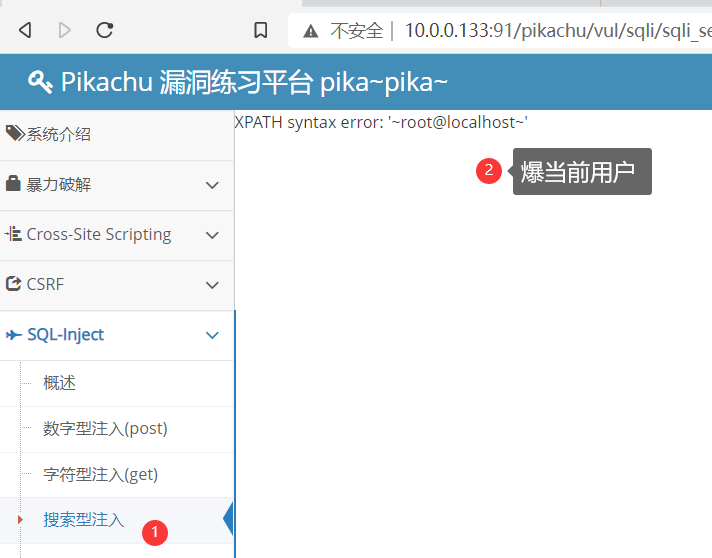 不安全 | 10.0.0.133:91/pikachu/vul/sqli/sqli_se
Pikachu 漏洞练习平台 pika~pika~
系统介绍
XPATH syntax error: '~root@localhost~'
2 爆当前用户
暴力破解
Cross-Site Scripting
CSRF
SQL-Inject
概述
数字型注入(post)
字符型注入(get)
搜索型注入 1